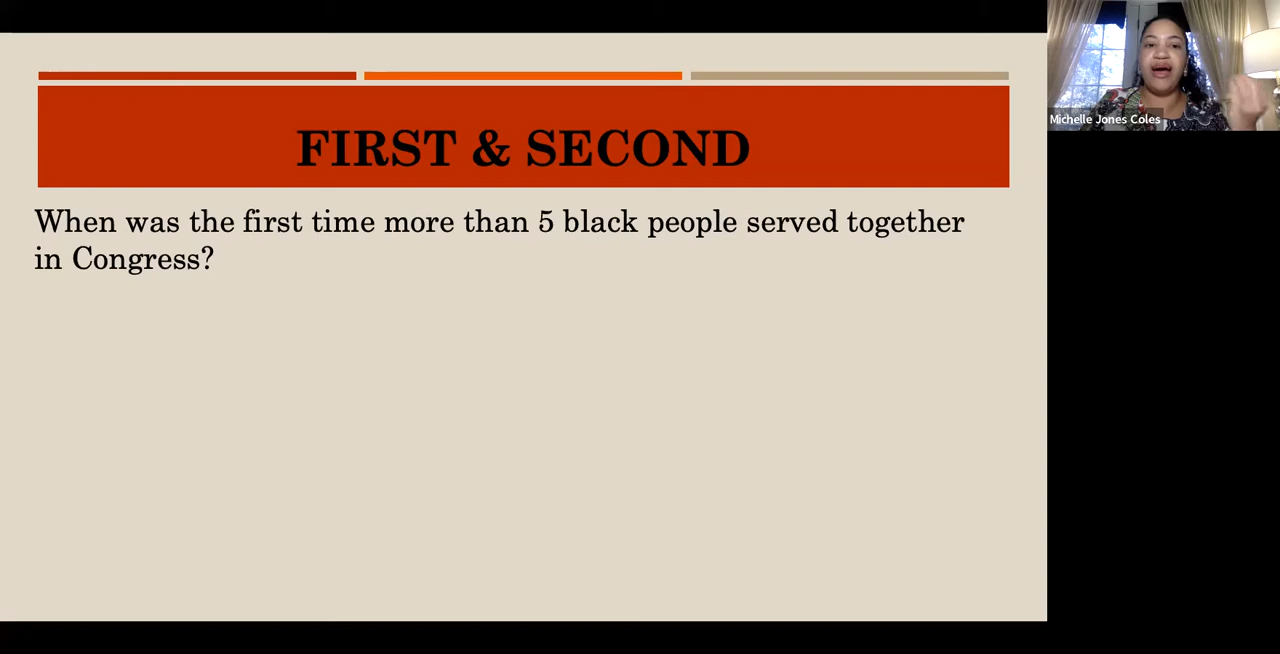 FIRST & SECOND
When was the first time more than 5 black people served together
in Congress?
Michelle Jones Coles